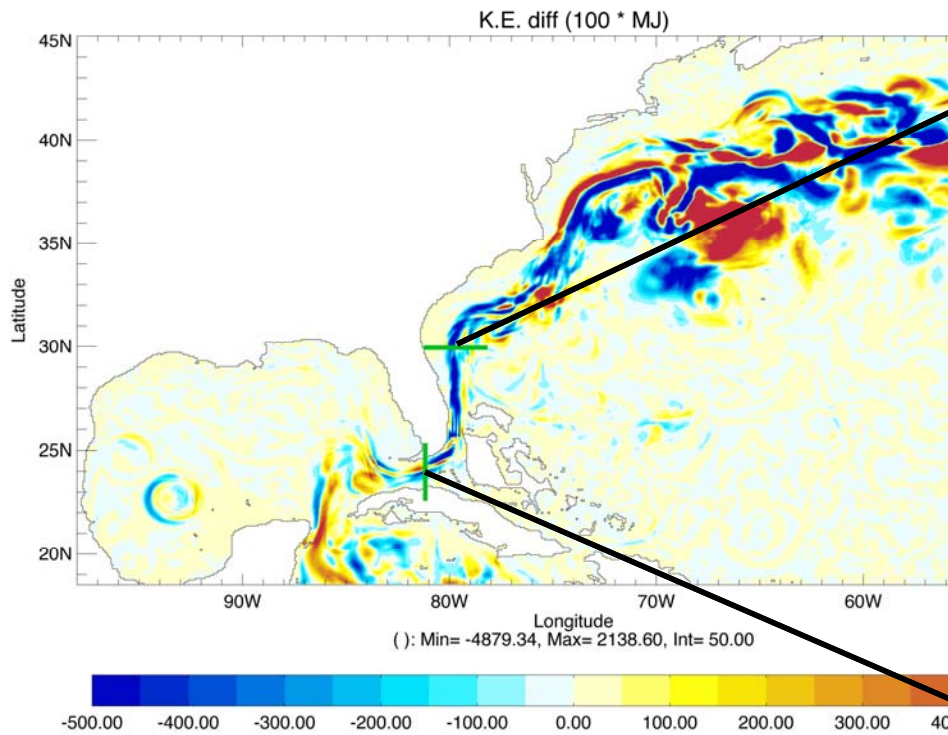 K.E. diff (100 * MJ)
45N
40N
35N
30N
25N
20N
Latitude
90W 80W 70W 60W
Longitude
( ): Min= -4879.34, Max= 2138.60, Int= 50.00
-500.00 -400.00 -300.00 -200.00 -100.00 0.00 100.00 200.00 300.00 40